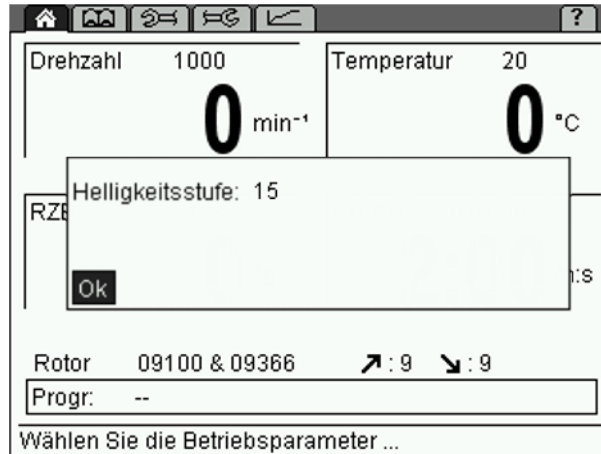 ?
Drehzahl 1000
0 min⁻¹
Temperatur 20
0 °C
Helligkeitsstufe: 15
Ok
Rotor 09100 & 09366 ↗: 9 ↘: 9
Progr: --
Wählen Sie die Betriebsparameter ...